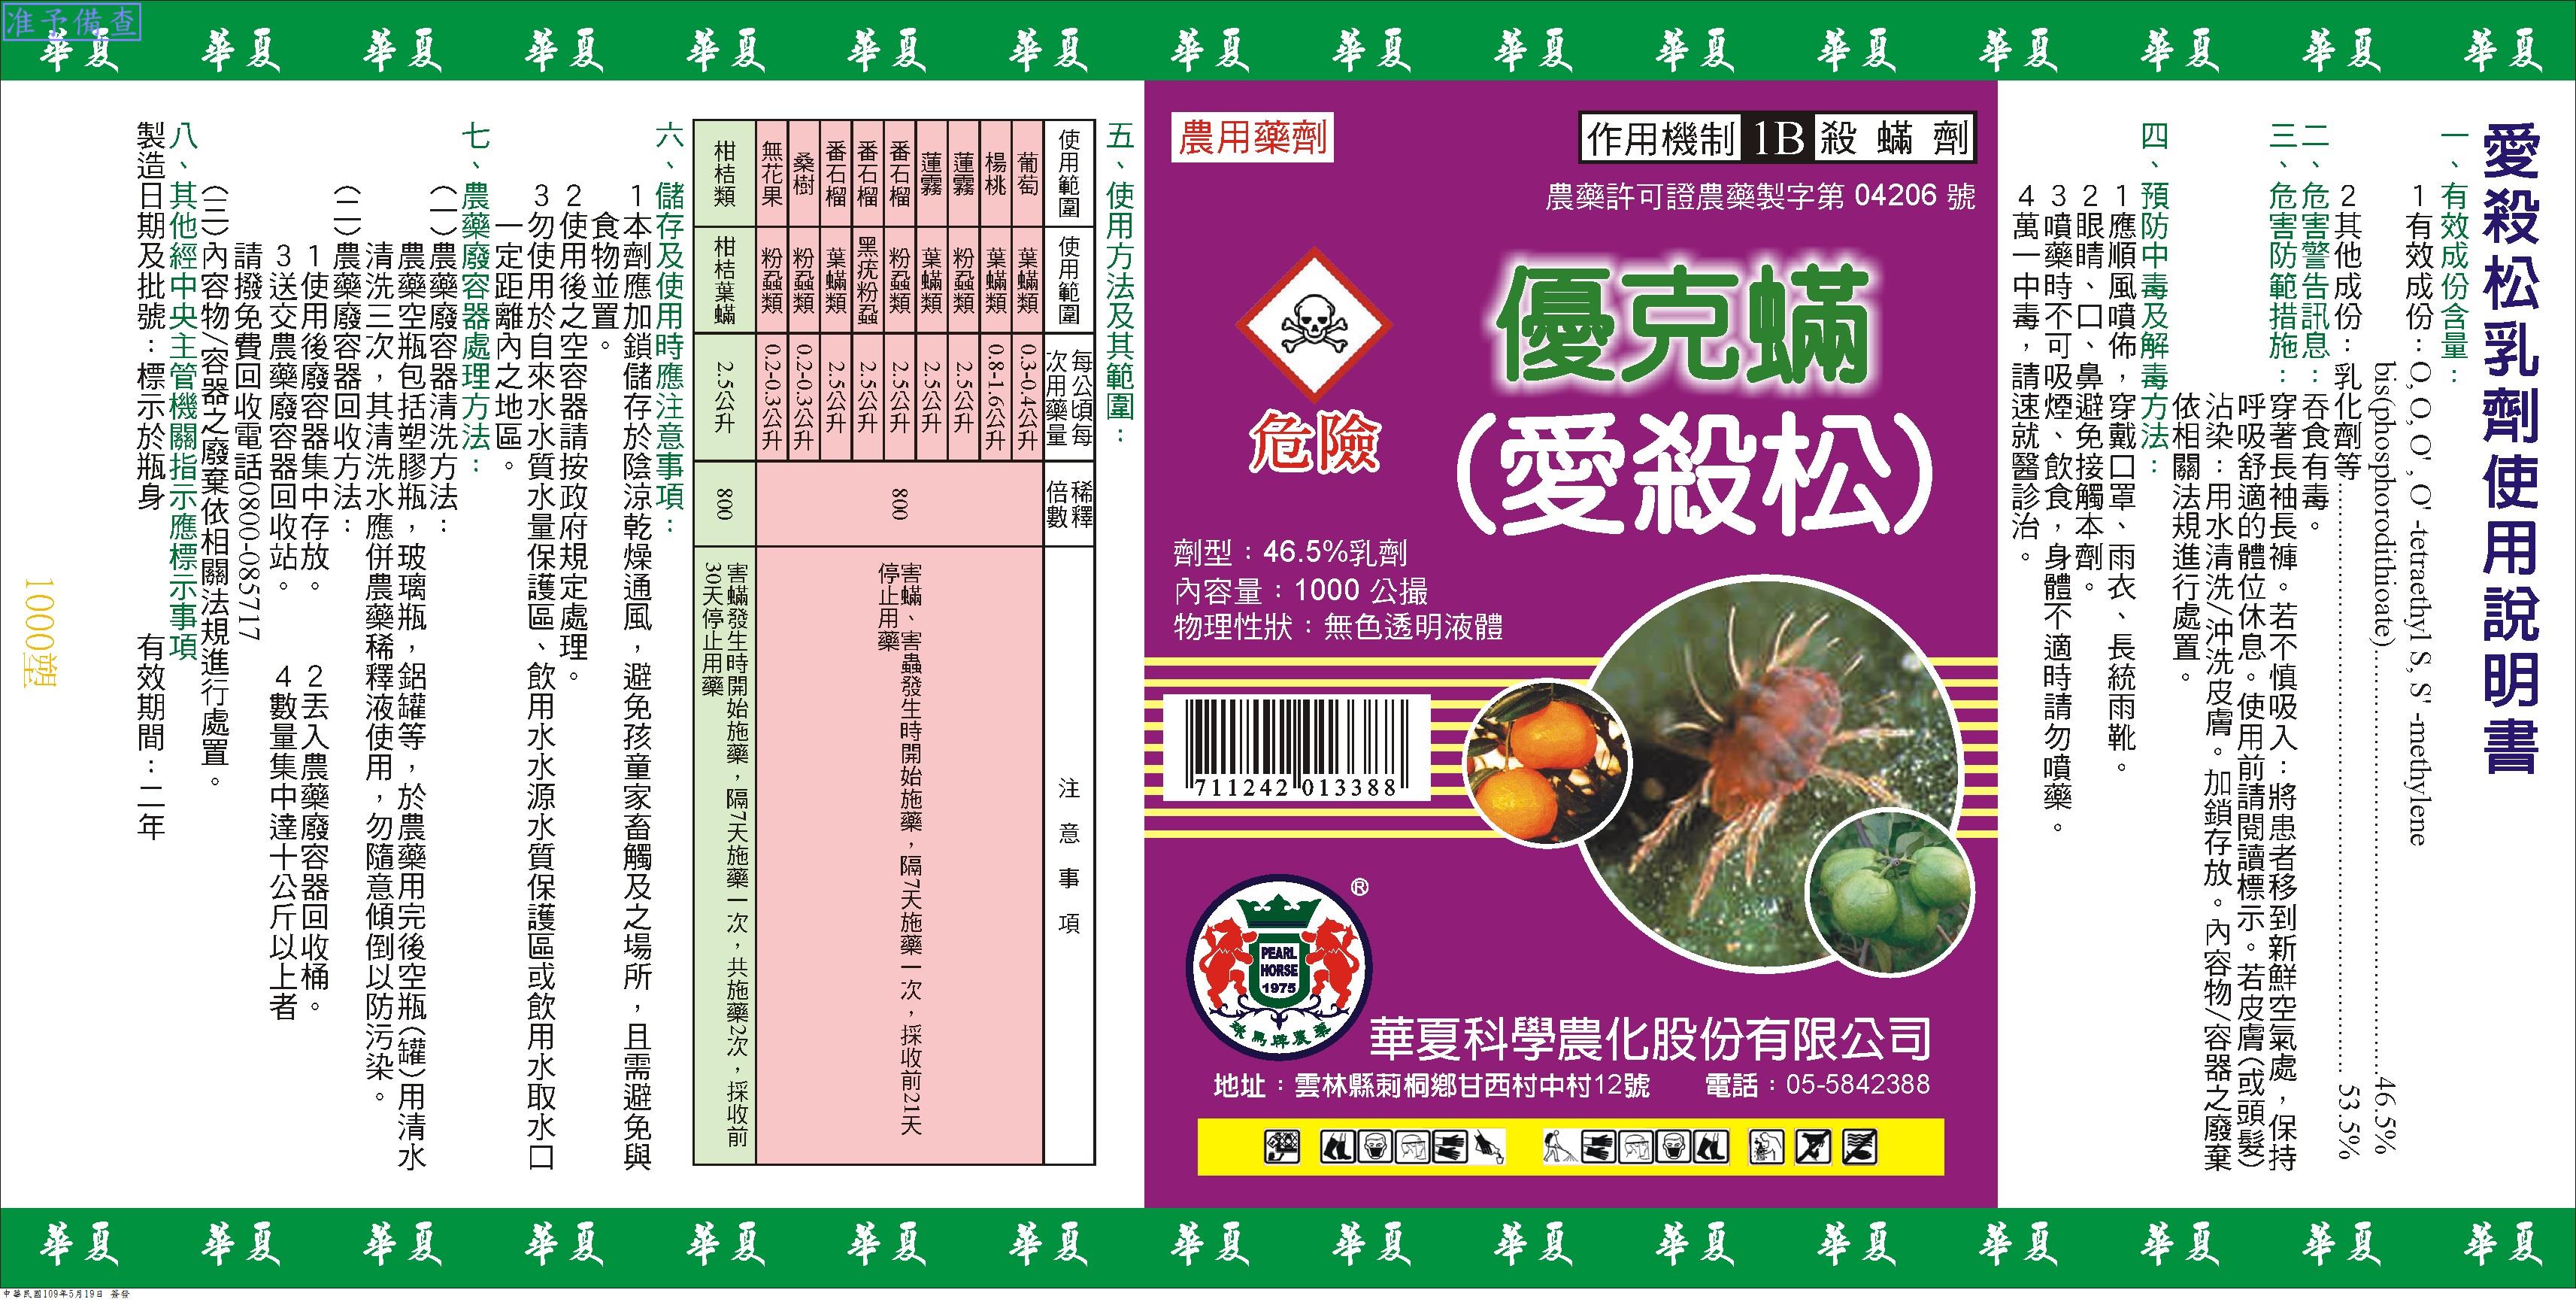 准予備查
華夏 華夏 華夏 華夏 華夏 華夏 華夏 華夏 華夏 華夏 華夏 華夏 華夏 華夏 華夏 華夏
愛殺松乳劑使用說明書
一、有效成份含量：
1有效成份：O, O, O', O' -tetraethyl S, S' -methylene
bis(phosphorodithioate)..........46.5%
2其他成份：乳化劑等..........53.5%
二、危害警告訊息：吞食有毒。
三、危害防範措施：穿著長袖長褲。若不慎吸入：將患者移到新鮮空氣處，保持
呼吸舒適的體位休息。使用前請閱讀標示。若皮膚(或頭髮)
沾染：用水清洗/沖洗皮膚。加鎖存放。內容物/容器之廢棄
依相關法規進行處置。
四、預防中毒及解毒方法：
1應順風噴佈，穿戴口罩、雨衣、長統雨靴。
2眼睛、口、鼻避免接觸本劑。
3噴藥時不可吸煙、飲食，身體不適時請勿噴藥。
4萬一中毒，請速就醫診治。
農用藥劑
作用機制 1B 殺蟎劑
農藥許可證農藥製字第 04206 號
優克蟎
(愛殺松)
危險
劑型：46.5%乳劑
內容量：1000 公撮
物理性狀：無色透明液體
711242 013388
®
PEARL
HORSE
1975
珠馬牌農藥
華夏科學農化股份有限公司
地址：雲林縣莿桐鄉甘西村中村12號 電話：05-5842388
五、使用方法及其範圍：
使用範圍 使用範圍 每公頃每次用藥量 稀釋倍數 注意事項
葡萄 葉蟎類 0.3-0.4公升 800 害蟎、害蟲發生時開始施藥，隔7天施藥一次，採收前21天停止用藥
楊桃 葉蟎類 0.8-1.6公升
蓮霧 粉蝨類 2.5公升
蓮霧 葉蟎類 2.5公升
番石榴 粉蝨類 2.5公升
番石榴 黑疣粉蝨 2.5公升
番石榴 葉蟎類 2.5公升
桑樹 粉蝨類 0.2-0.3公升
無花果 粉蝨類 0.2-0.3公升
柑桔類 柑桔葉蟎 2.5公升 800 害蟎發生時開始施藥，隔7天施藥一次，共施藥2次，採收前30天停止用藥
六、儲存及使用時應注意事項：
1本劑應加鎖儲存於陰涼乾燥通風，避免孩童家畜觸及之場所，且需避免與
食物並置。
2使用後之空容器請按政府規定處理。
3勿使用於自來水水質水量保護區、飲用水水源水質保護區或飲用水取水口
一定距離內之地區。
七、農藥廢容器處理方法：
(一)農藥廢容器清洗方法：
農藥空瓶包括塑膠瓶，玻璃瓶，鋁罐等，於農藥用完後空瓶(罐)用清水
清洗三次，其清洗水應併農藥稀釋液使用，勿隨意傾倒以防污染。
(二)農藥廢容器回收方法：
1使用後廢容器集中存放。 2丟入農藥廢容器回收桶。
3送交農藥廢容器回收站。 4數量集中達十公斤以上者
請撥免費回收電話0800-085717
(三)內容物/容器之廢棄依相關法規進行處置。
八、其他經中央主管機關指示應標示事項
製造日期及批號：標示於瓶身 有效期間：二年
1000塑
華夏 華夏 華夏 華夏 華夏 華夏 華夏 華夏 華夏 華夏 華夏 華夏 華夏 華夏 華夏 華夏
中華民國109年5月19日 簽發